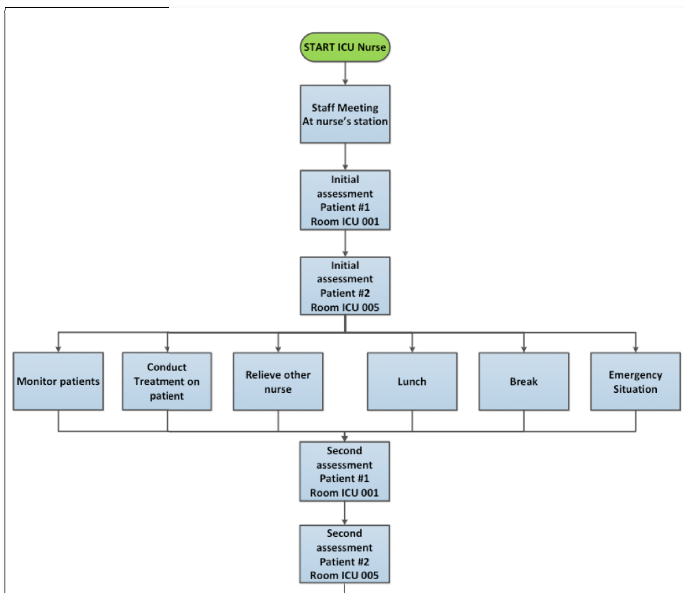 START ICU Nurse
Staff Meeting
At nurse's station
Initial
assessment
Patient #1
Room ICU 001
Initial
assessment
Patient #2
Room ICU 005
Monitor patients
Conduct
Treatment on
patient
Relieve other
nurse
Lunch
Break
Emergency
Situation
Second
assessment
Patient #1
Room ICU 001
Second
assessment
Patient #2
Room ICU 005